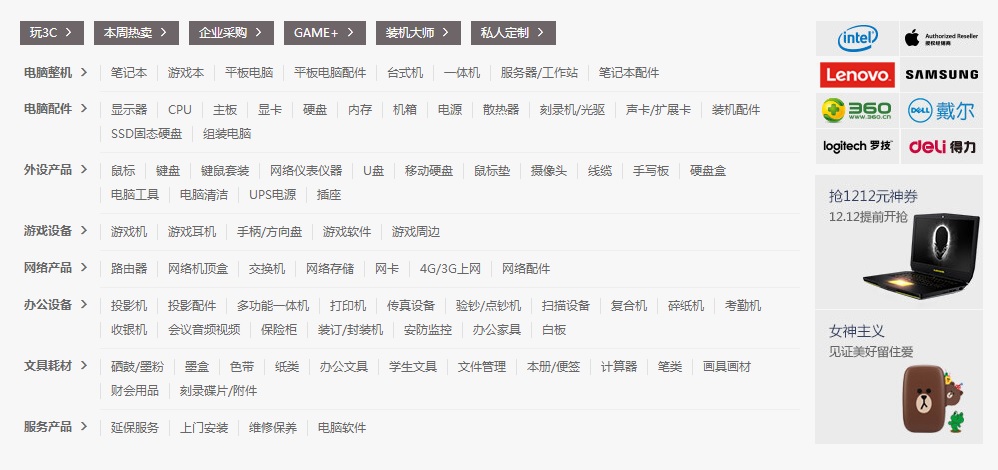 玩3C > 本周热卖 > 企业采购 > GAME+ > 装机大师 > 私人定制 >
电脑整机 > 笔记本 游戏本 平板电脑 平板电脑配件 台式机 一体机 服务器/工作站 笔记本配件
电脑配件 > 显示器 CPU 主板 显卡 硬盘 内存 机箱 电源 散热器 刻录机/光驱 声卡/扩展卡 装机配件
SSD固态硬盘 组装电脑
外设产品 > 鼠标 键盘 键鼠套装 网络仪表仪器 U盘 移动硬盘 鼠标垫 摄像头 线缆 手写板 硬盘盒
电脑工具 电脑清洁 UPS电源 插座
游戏设备 > 游戏机 游戏耳机 手柄/方向盘 游戏软件 游戏周边
网络产品 > 路由器 网络机顶盒 交换机 网络存储 网卡 4G/3G上网 网络配件
办公设备 > 投影机 投影配件 多功能一体机 打印机 传真设备 验钞/点钞机 扫描设备 复合机 碎纸机 考勤机
收银机 会议音频视频 保险柜 装订/封装机 安防监控 办公家具 白板
文具耗材 > 硒鼓/墨粉 墨盒 色带 纸类 办公文具 学生文具 文件管理 本册/便签 计算器 笔类 画具画材
财会用品 刻录碟片/附件
服务产品 > 延保服务 上门安装 维修保养 电脑软件
intel Authorized Reseller
授权经销商
Lenovo. SAMSUNG
360 DELL 戴尔
www.360.cn
logitech 罗技 deli 得力
抢1212元神券
12.12提前开抢
女神主义
见证美好留住爱